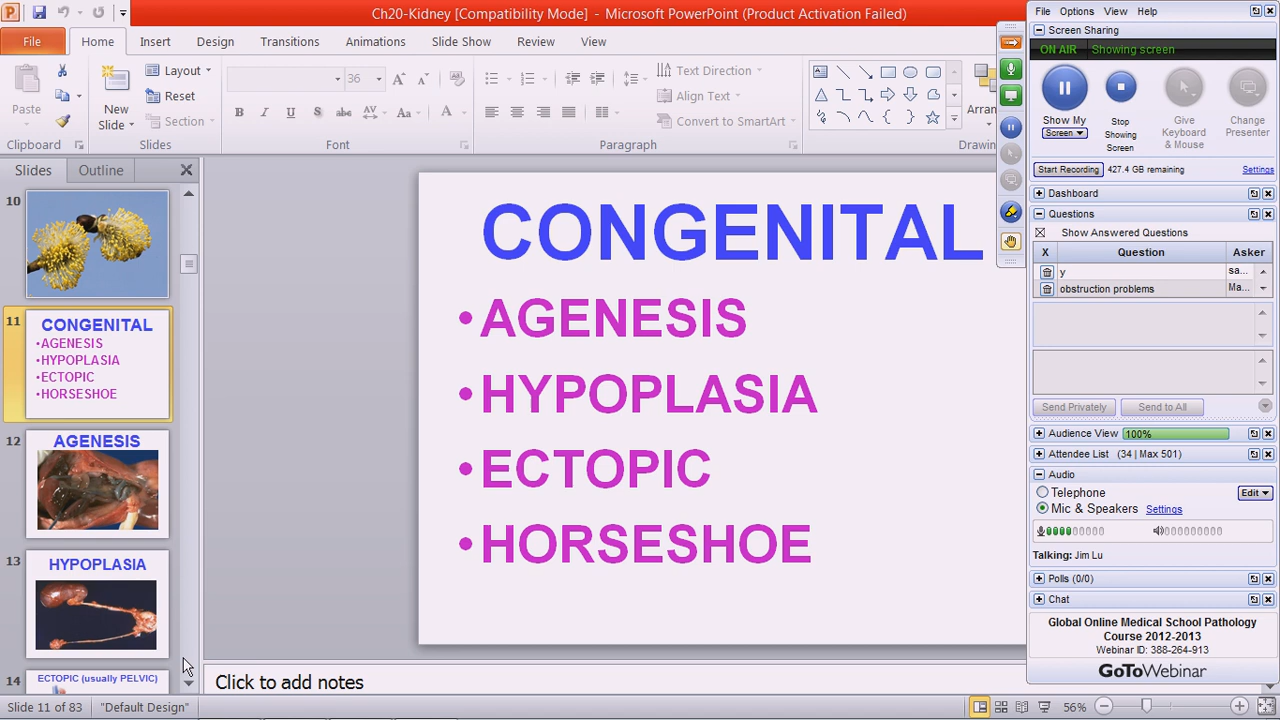 Ch20-Kidney [Compatibility Mode] - Microsoft PowerPoint (Product Activation Failed)
File Home Insert Design Transitions Animations Slide Show Review View
Paste
Clipboard
New
Slide
Layout
Reset
Section
Slides
36
B I U S abc AV Aa A
Font
Text Direction
Align Text
Convert to SmartArt
Paragraph
Arran
Drawin
Slides Outline
10
11
CONGENITAL
•AGENESIS
•HYPOPLASIA
•ECTOPIC
•HORSESHOE
12
AGENESIS
13
HYPOPLASIA
14
ECTOPIC (usually PELVIC)
CONGENITAL
• AGENESIS
• HYPOPLASIA
• ECTOPIC
• HORSESHOE
Click to add notes
Slide 11 of 83 "Default Design" 56%
File Options View Help
Screen Sharing
ON AIR Showing screen
Show My
Screen
Stop
Showing
Screen
Give
Keyboard
& Mouse
Change
Presenter
Start Recording 427.4 GB remaining Settings
Dashboard
Questions
Show Answered Questions
X Question Asker
y sa...
obstruction problems Ma...
Send Privately Send to All
Audience View 100%
Attendee List (34 | Max 501)
Audio
Telephone
Edit
Mic & Speakers Settings
Talking: Jim Lu
Polls (0/0)
Chat
Global Online Medical School Pathology
Course 2012-2013
Webinar ID: 388-264-913
GoToWebinar